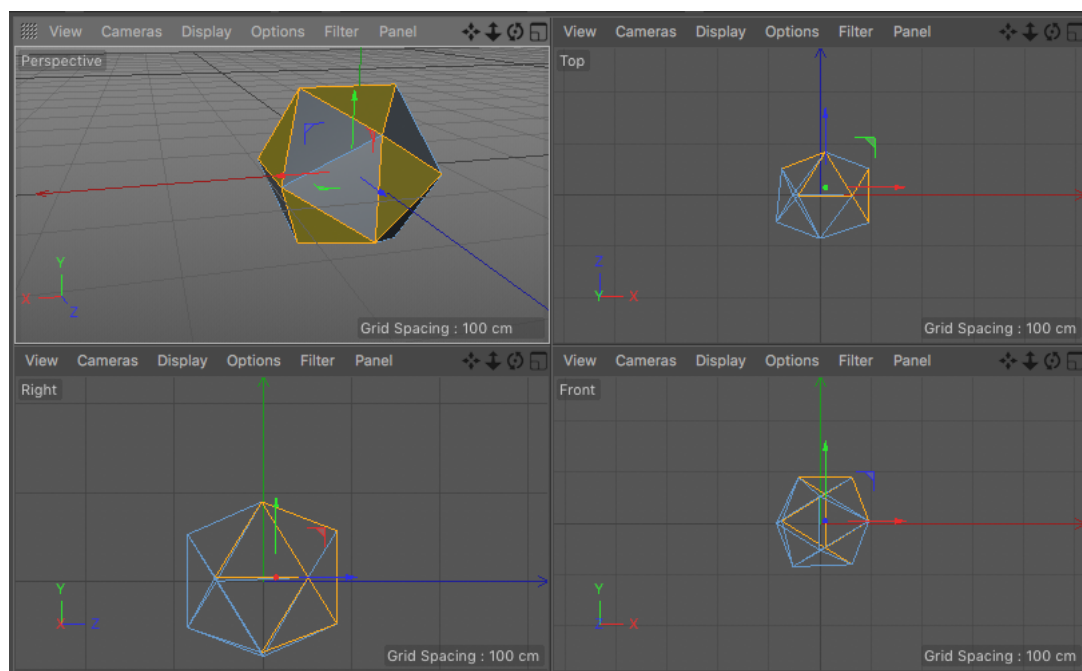 View Cameras Display Options Filter Panel
Perspective
Y
X
Z
Grid Spacing : 100 cm
View Cameras Display Options Filter Panel
Top
Z
Y X
Grid Spacing : 100 cm
View Cameras Display Options Filter Panel
Right
Y
X Z
Grid Spacing : 100 cm
View Cameras Display Options Filter Panel
Front
Y
Z X
Grid Spacing : 100 cm